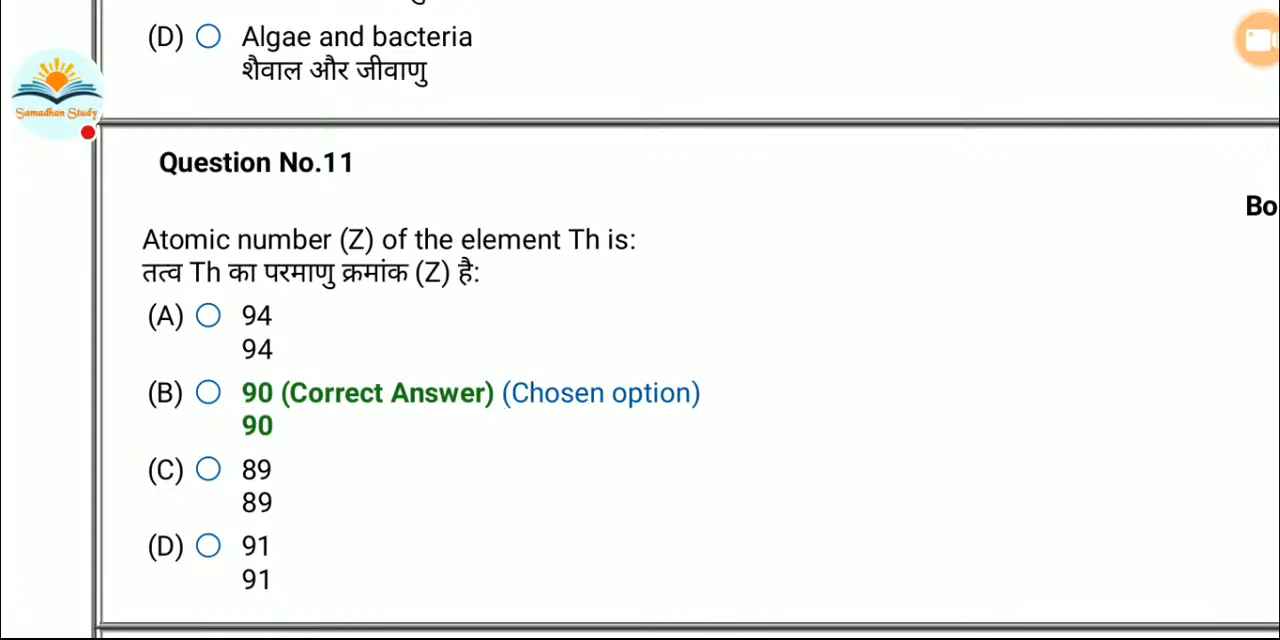 (D) Algae and bacteria
शैवाल और जीवाणु
Samadhan Study
Question No.11
Bo
Atomic number (Z) of the element Th is:
तत्व Th का परमाणु क्रमांक (Z) है:
(A) 94
94
(B) 90 (Correct Answer) (Chosen option)
90
(C) 89
89
(D) 91
91